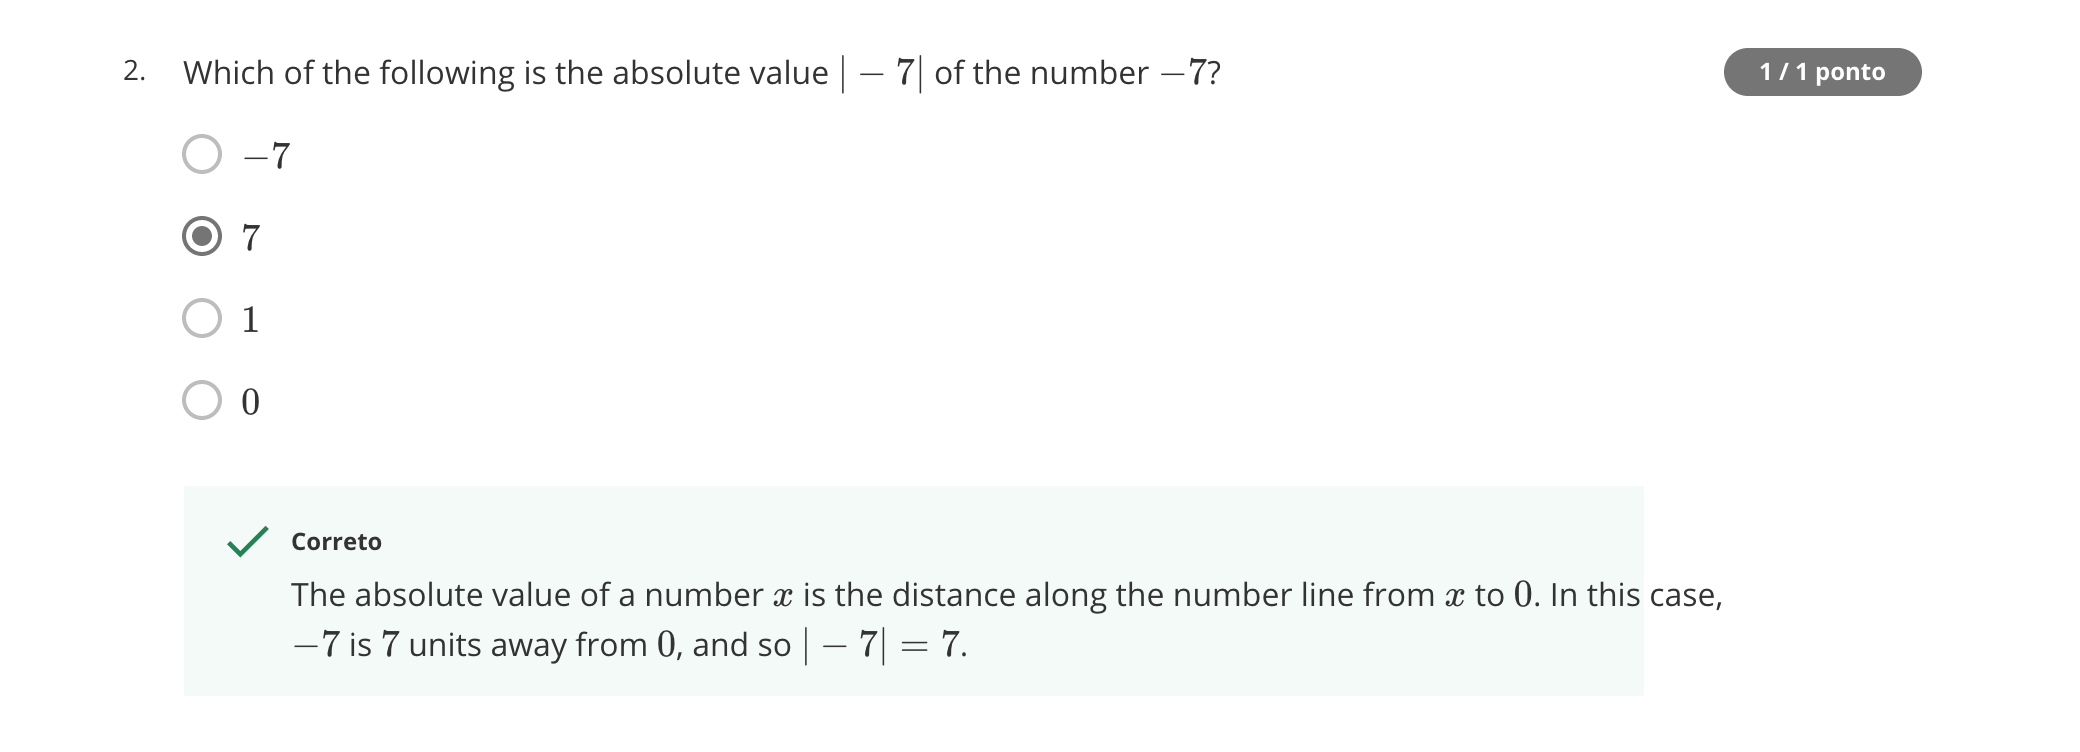 2. Which of the following is the absolute value | − 7| of the number −7? 1 / 1 ponto
−7
7
1
0
Correto
The absolute value of a number x is the distance along the number line from x to 0. In this case,
−7 is 7 units away from 0, and so | − 7| = 7.